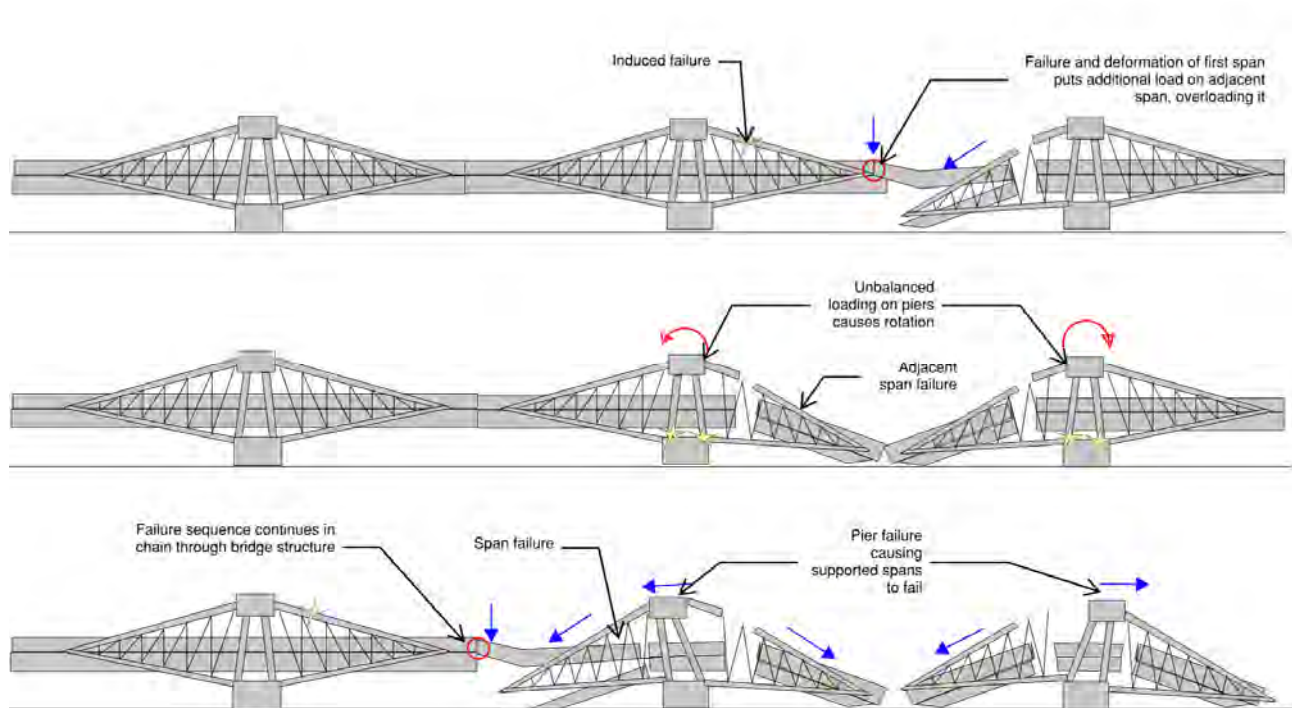 Induced failure
Failure and deformation of first span
puts additional load on adjacent
span, overloading it
Unbalanced
loading on piers
causes rotation
Adjacent
span failure
Failure sequence continues in
chain through bridge structure
Span failure
Pier failure
causing
supported spans
to fail